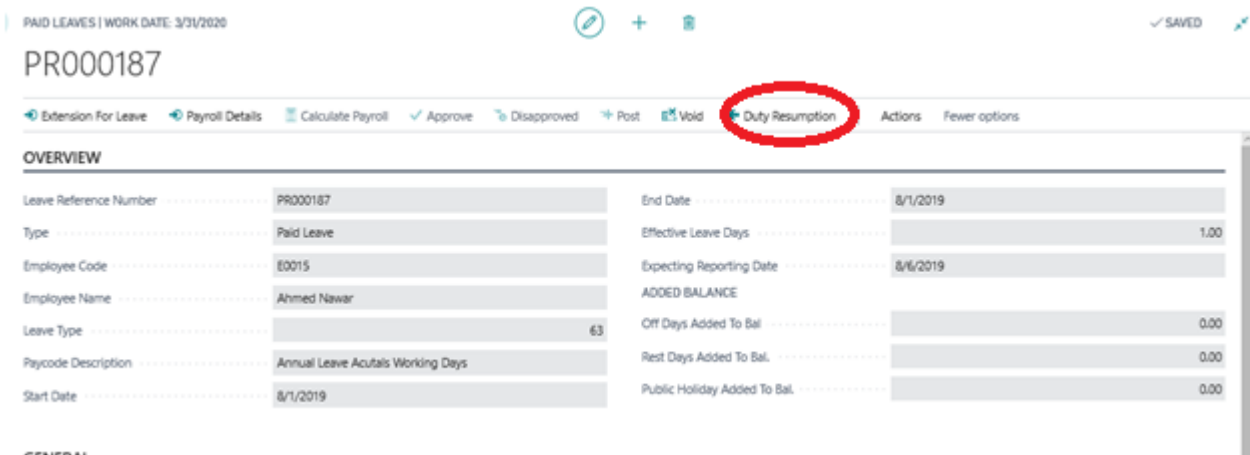 PAID LEAVES | WORK DATE: 3/31/2020
SAVED
PR000187
Extension For Leave Payroll Details Calculate Payroll Approve Disapproved Post Void Duty Resumption Actions Fewer options
OVERVIEW
Leave Reference Number PR000187
Type Paid Leave
Employee Code E0015
Employee Name Ahmed Nawar
Leave Type 63
Paycode Description Annual Leave Acutals Working Days
Start Date 8/1/2019
End Date 8/1/2019
Effective Leave Days 1.00
Expecting Reporting Date 8/6/2019
ADDED BALANCE
Off Days Added To Bal 0.00
Rest Days Added To Bal. 0.00
Public Holiday Added To Bal. 0.00
GENERAL